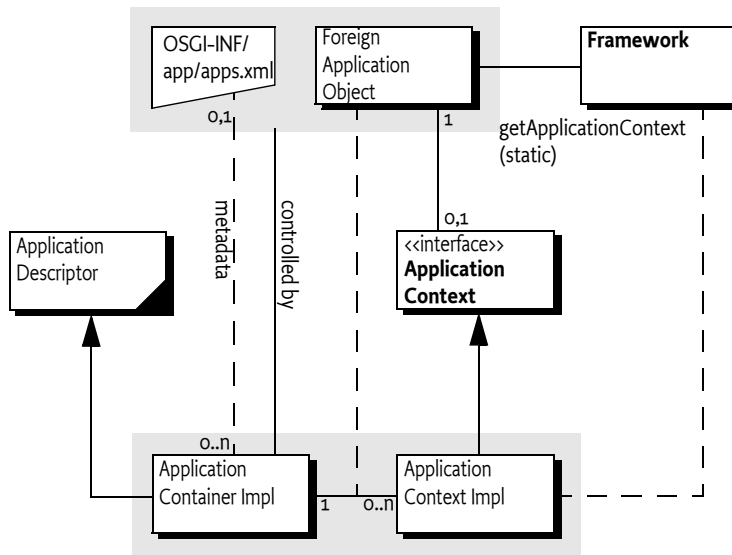 OSGI-INF/
app/apps.xml
Foreign
Application
Object
Framework
0,1
1
getApplicationContext
(static)
metadata
controlled by
0,1
Application
Descriptor
<<interface>>
Application
Context
0..n
Application
Container Impl
1
0..n
Application
Context Impl